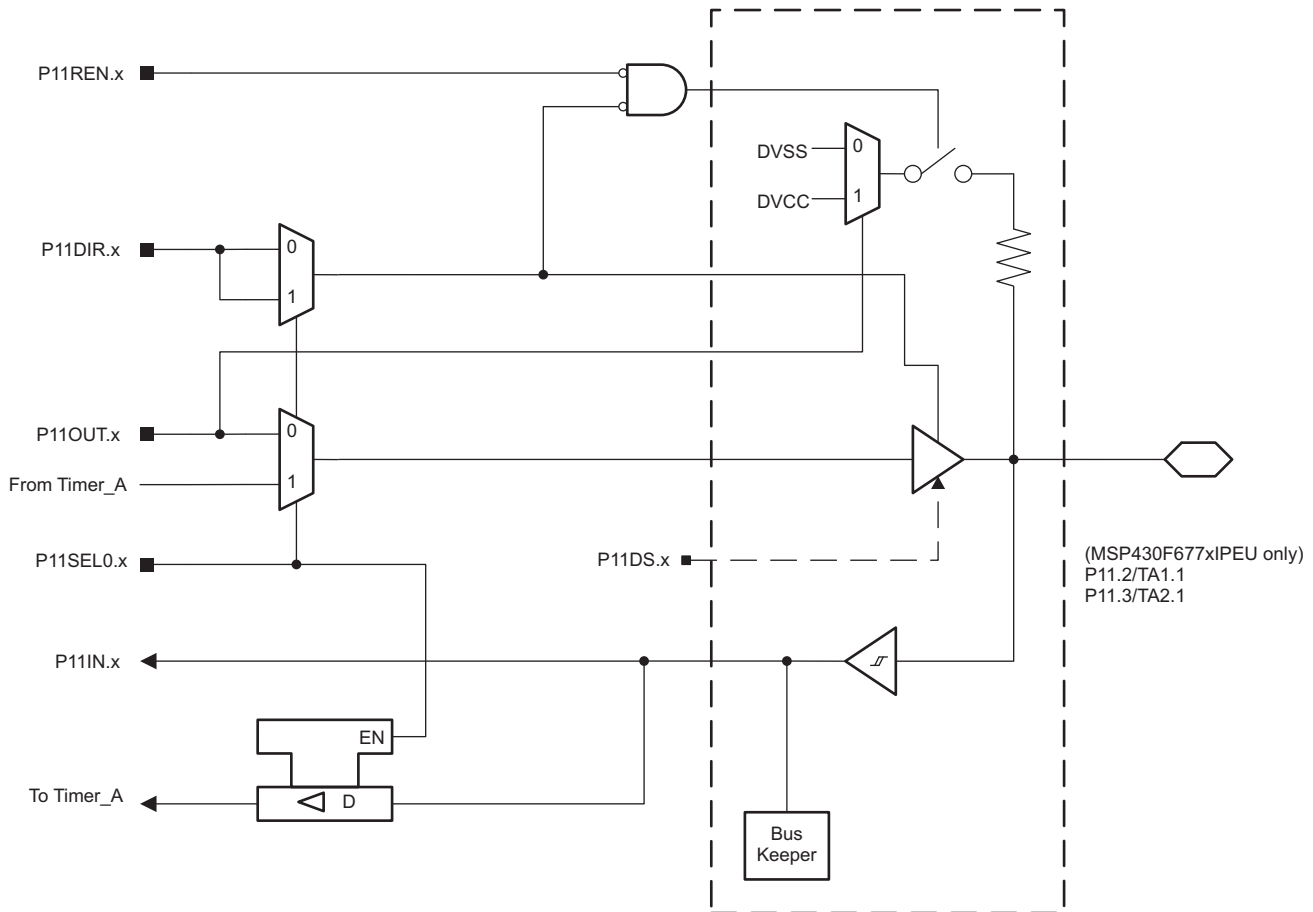 P11REN.x
DVSS
0
DVCC
1
P11DIR.x
0
1
P11OUT.x
0
From Timer_A
1
P11SEL0.x
P11DS.x
(MSP430F677xIPEU only)
P11.2/TA1.1
P11.3/TA2.1
P11IN.x
EN
To Timer_A
D
Bus
Keeper